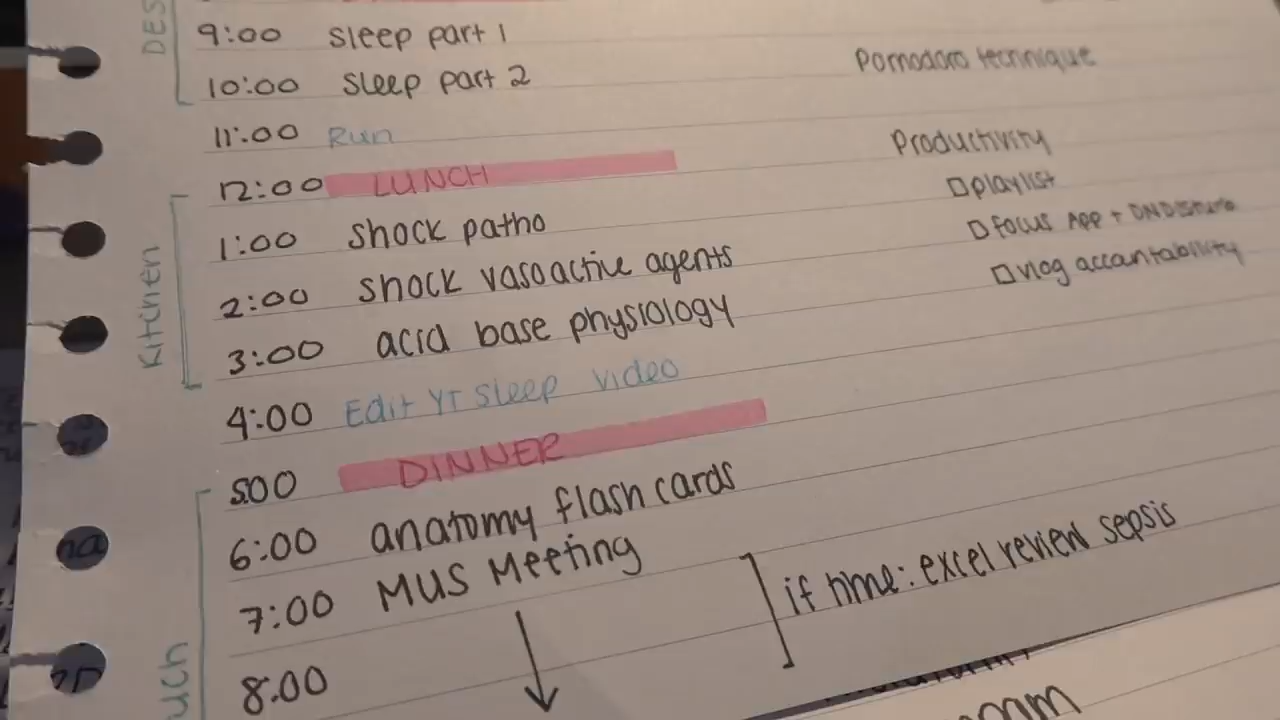 DES
9:00 sleep part 1
10:00 sleep part 2
Pomodoro technique
11:00 Run
12:00 LUNCH
Productivity
□ playlist
□ focus App + DNDisturb
□ vlog accountability
Kitchen
1:00 shock patho
2:00 shock vasoactive agents
3:00 acid base physiology
4:00 Edit YT sleep video
5:00 DINNER
6:00 anatomy flash cards
7:00 MUS Meeting
if time: excel review sepsis
8:00
uch